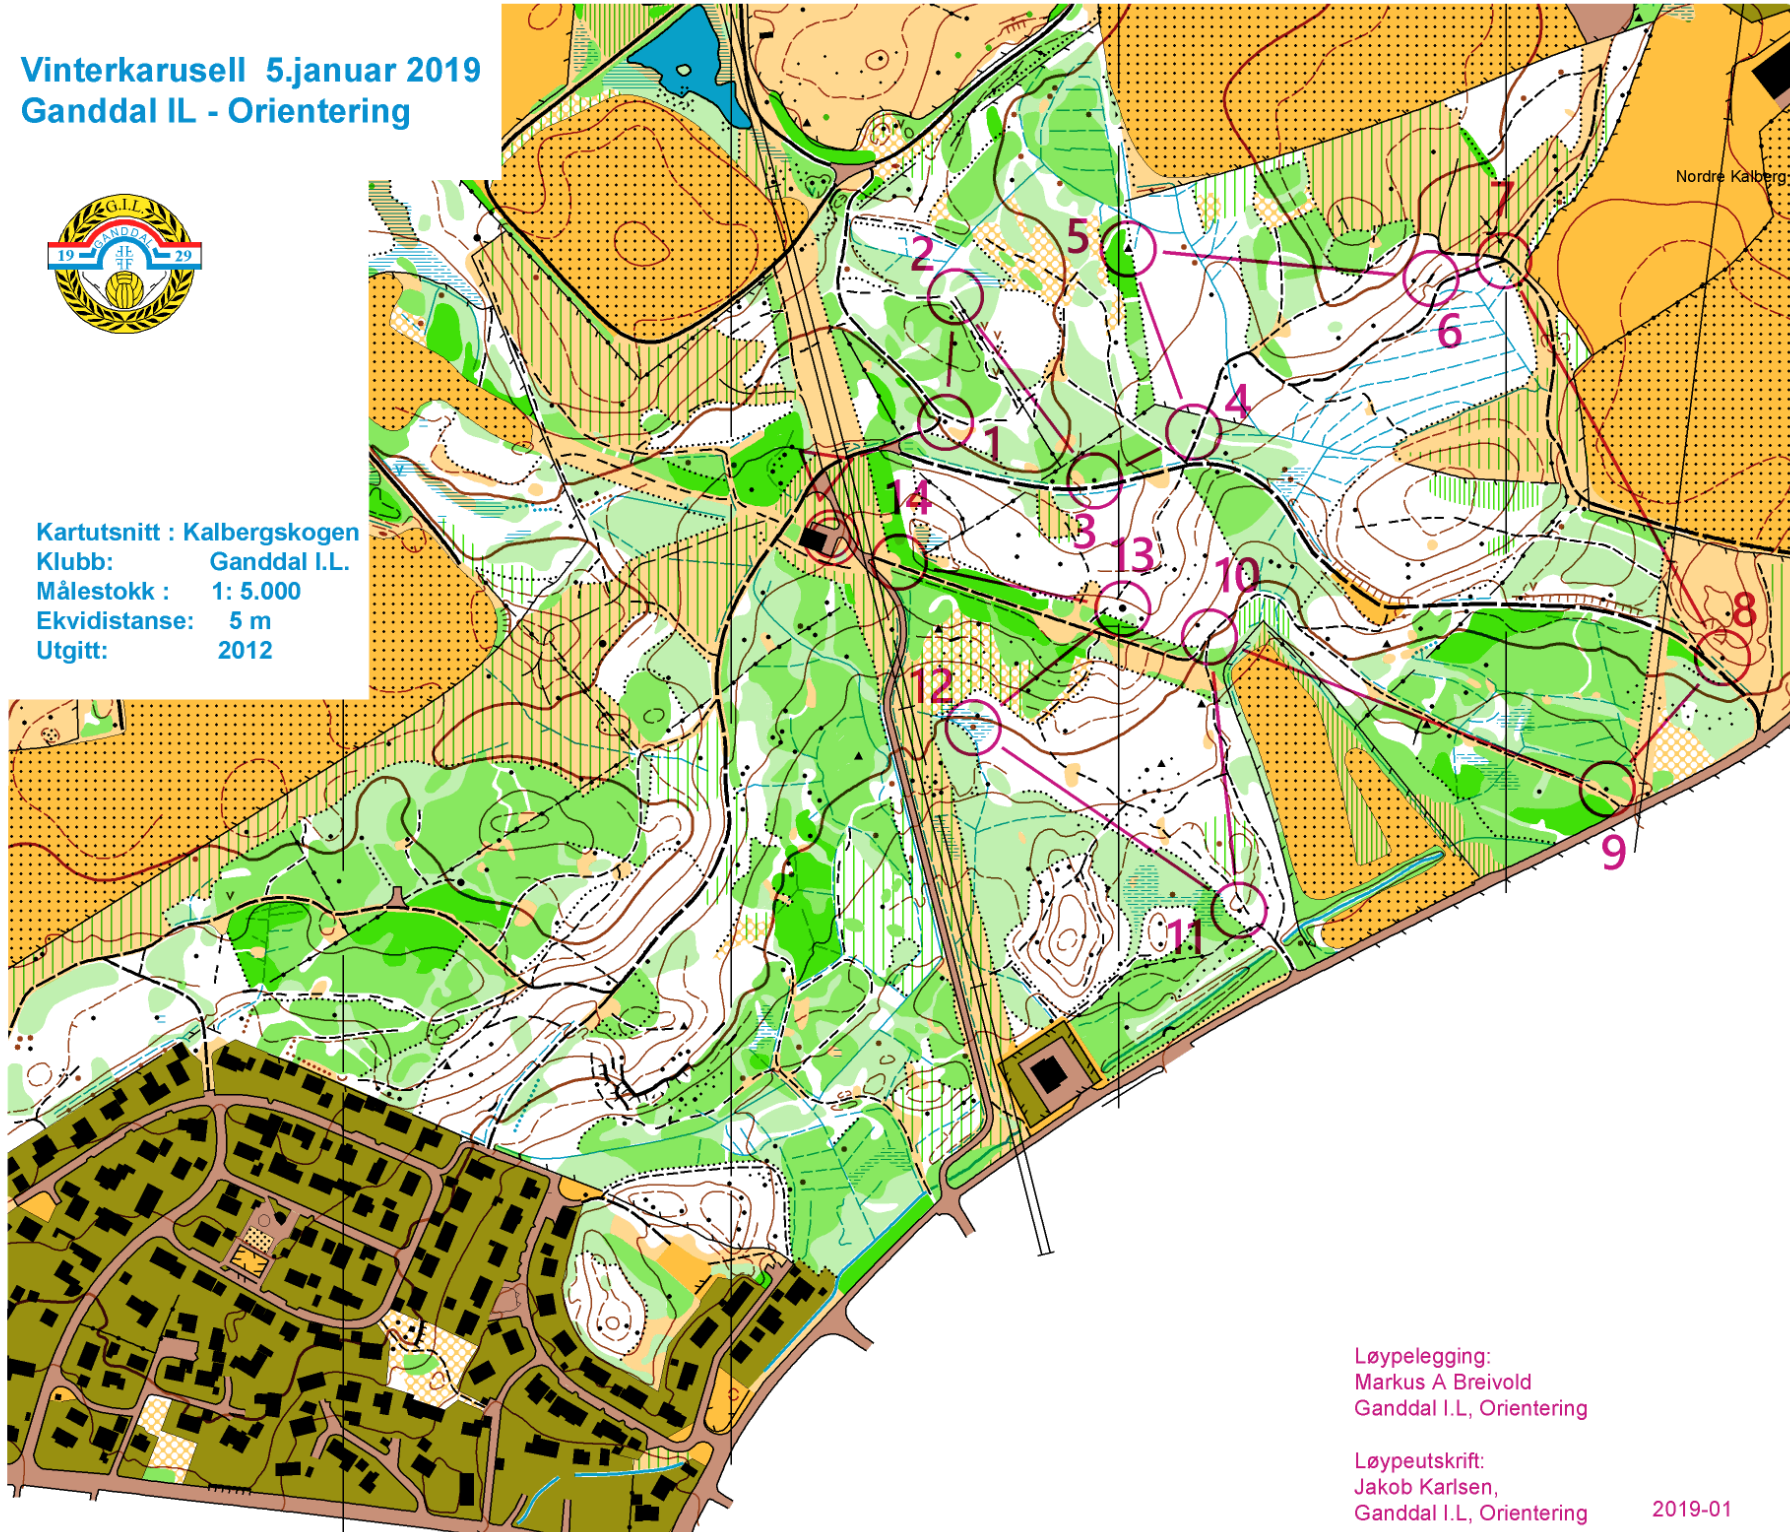 Vinterkarusell 5.januar 2019
Ganddal IL - Orientering
G.I.L.
GANDDAL
19 29
Kartutsnitt : Kalbergskogen
Klubb: Ganddal I.L.
Målestokk : 1: 5.000
Ekvidistanse: 5 m
Utgitt: 2012
Nordre Kalberg
7
5
2
6
4
1
14
3
13
10
8
12
9
11
Løypelegging:
Markus A Breivold
Ganddal I.L, Orientering
Løypeutskrift:
Jakob Karlsen,
Ganddal I.L, Orientering
2019-01